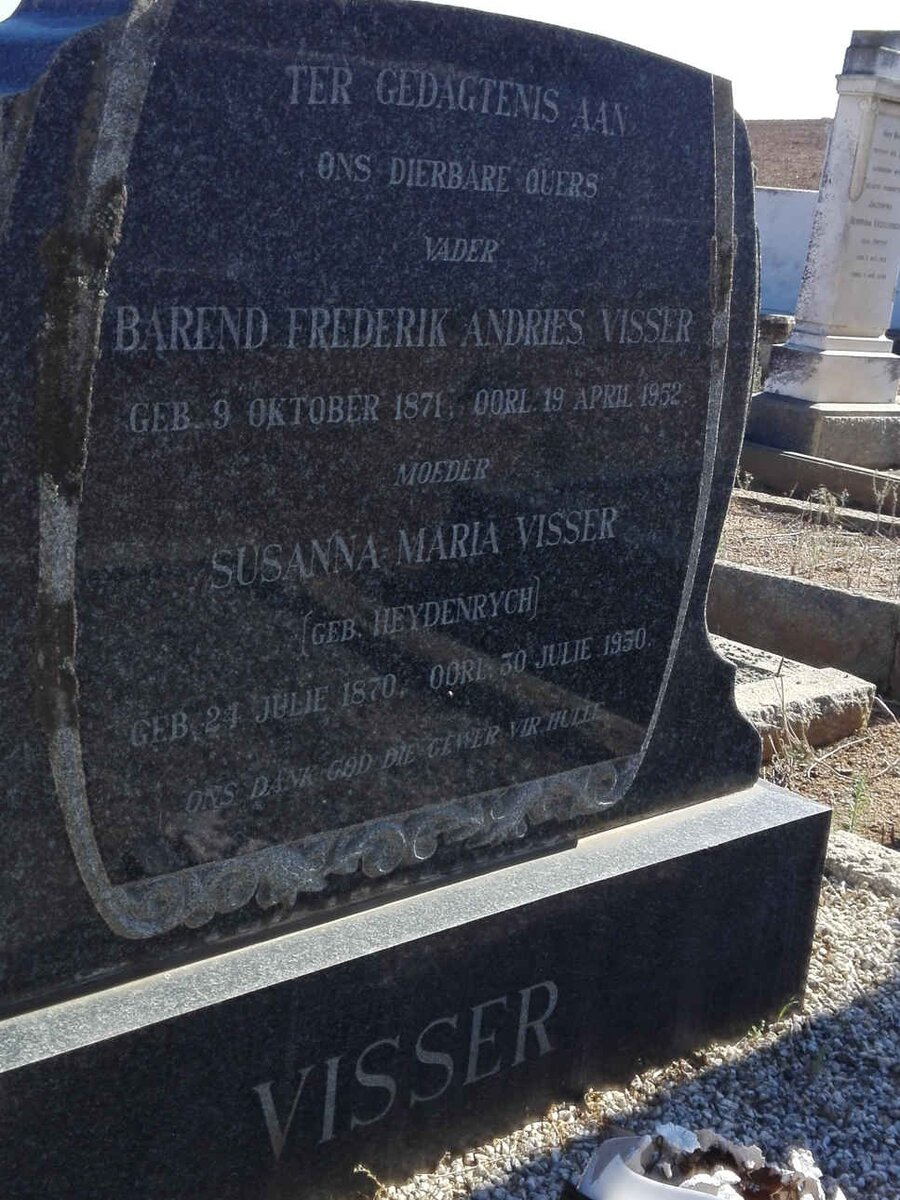 TER GEDAGTENIS AAN
ONS DIERBARE OUERS
VADER
BAREND FREDERIK ANDRIES VISSER
GEB. 9 OKTOBER 1871; OORL. 19 APRIL 1952.
MOEDER
SUSANNA MARIA VISSER
(GEB. HEYDENRYCH)
GEB. 24 JULIE 1870; OORL. 30 JULIE 1950.
ONS DANK GOD DIE GEWER VIR HULLE
VISSER